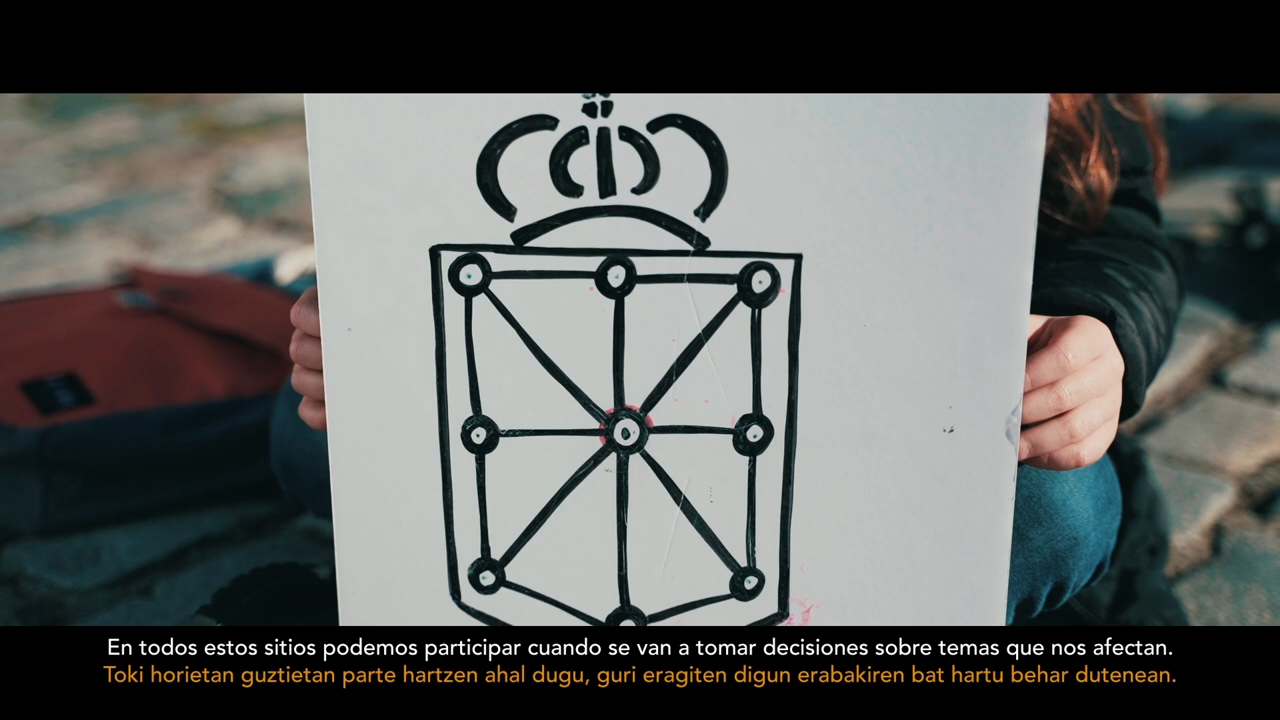 En todos estos sitios podemos participar cuando se van a tomar decisiones sobre temas que nos afectan.
Toki horietan guztietan parte hartzen ahal dugu, guri eragiten digun erabakiren bat hartu behar dutenean.